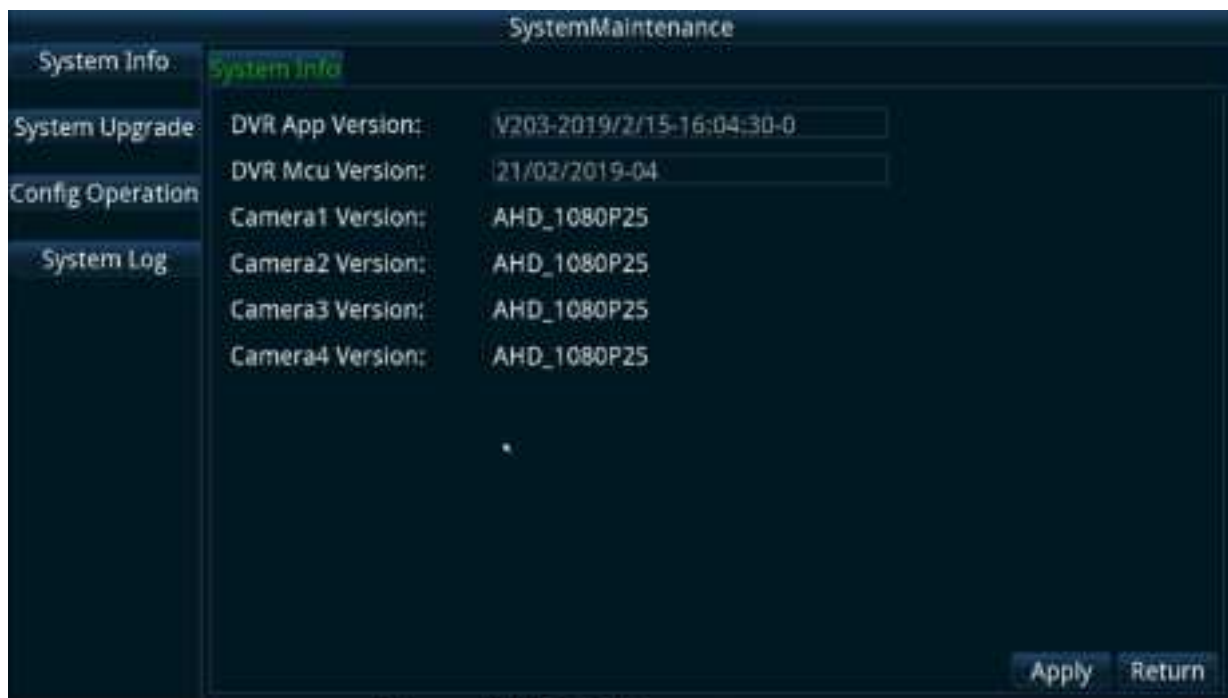 SystemMaintenance
System Info
System Info
System Upgrade
DVR App Version: V203-2019/2/15-16:04:30-0
DVR Mcu Version: 21/02/2019-04
Config Operation
Camera1 Version: AHD_1080P25
System Log
Camera2 Version: AHD_1080P25
Camera3 Version: AHD_1080P25
Camera4 Version: AHD_1080P25
Apply Return